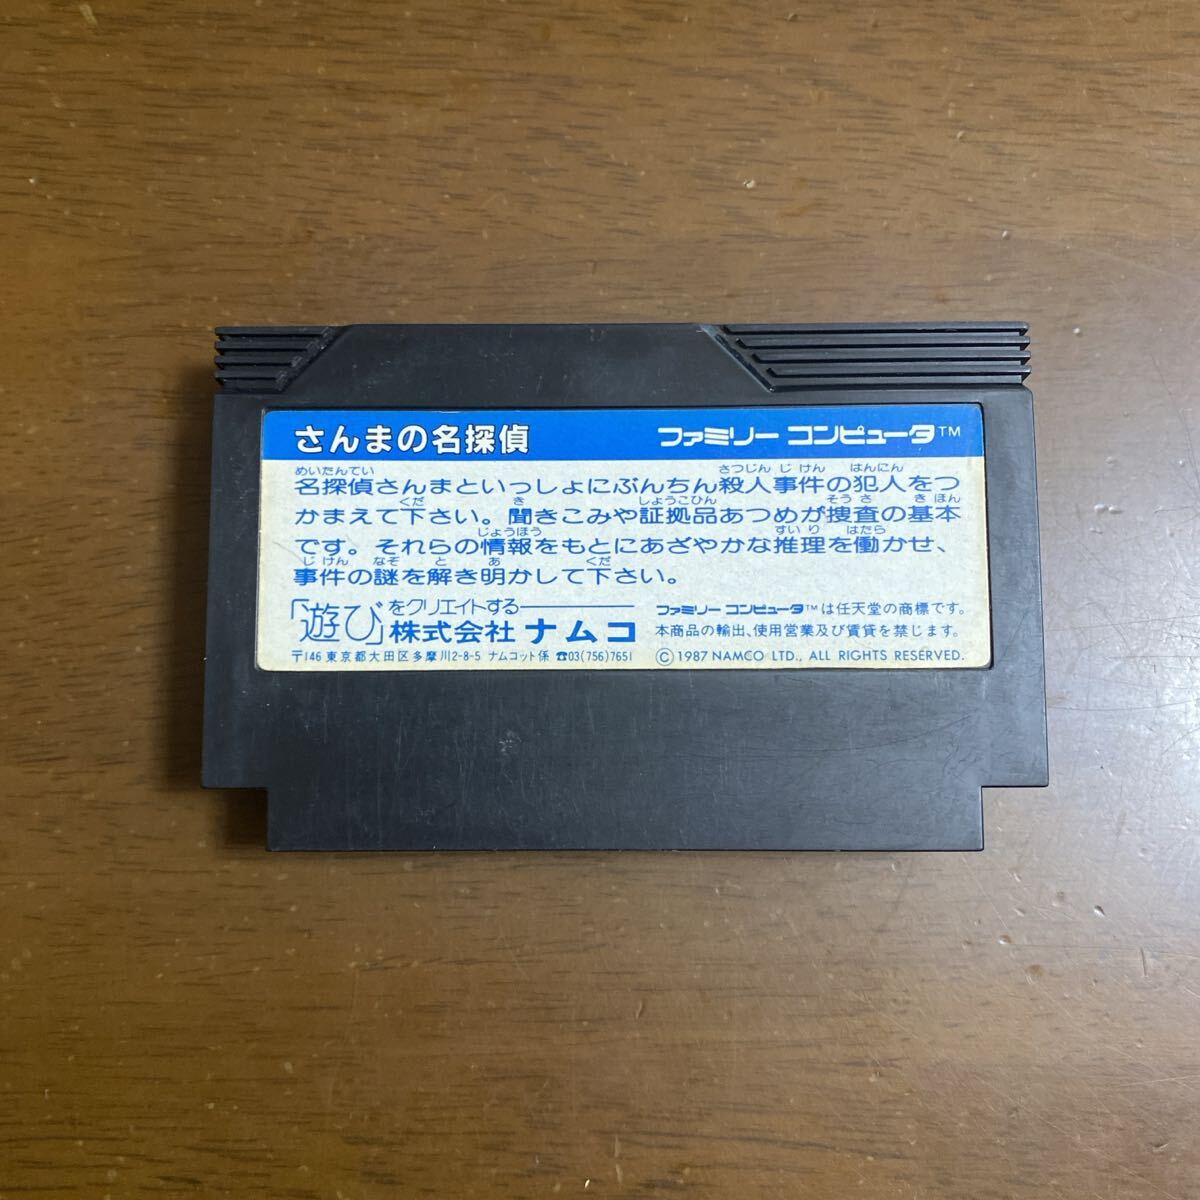 さんまの名探偵 ファミリー コンピュータ™
めいたんてい さつじん じ けん はんにん
名探偵さんまといっしょにぶんちん殺人事件の犯人をつ
くだ き しょうこひん そう さ き ほん
かまえて下さい。聞きこみや証拠品あつめが捜査の基本
じょうほう すい り はたら
です。それらの情報をもとにあざやかな推理を働かせ、
じ けん なぞ と あ くだ
事件の謎を解き明かして下さい。
「遊び」をクリエイトする
株式会社 ナムコ
〒146 東京都大田区多摩川2-8-5 ナムコット係 ☎03(756)7651
ファミリー コンピュータ™は任天堂の商標です。
本商品の輸出、使用営業及び賃貸を禁じます。
©1987 NAMCO LTD., ALL RIGHTS RESERVED.